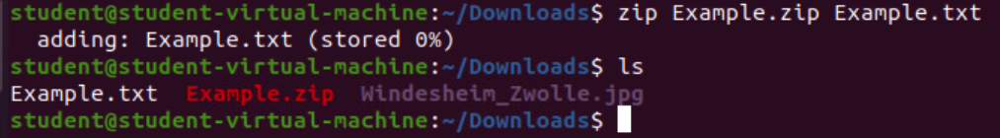 student@student-virtual-machine:~/Downloads$ zip Example.zip Example.txt
  adding: Example.txt (stored 0%)
student@student-virtual-machine:~/Downloads$ ls
Example.txt  Example.zip  Windesheim_Zwolle.jpg
student@student-virtual-machine:~/Downloads$